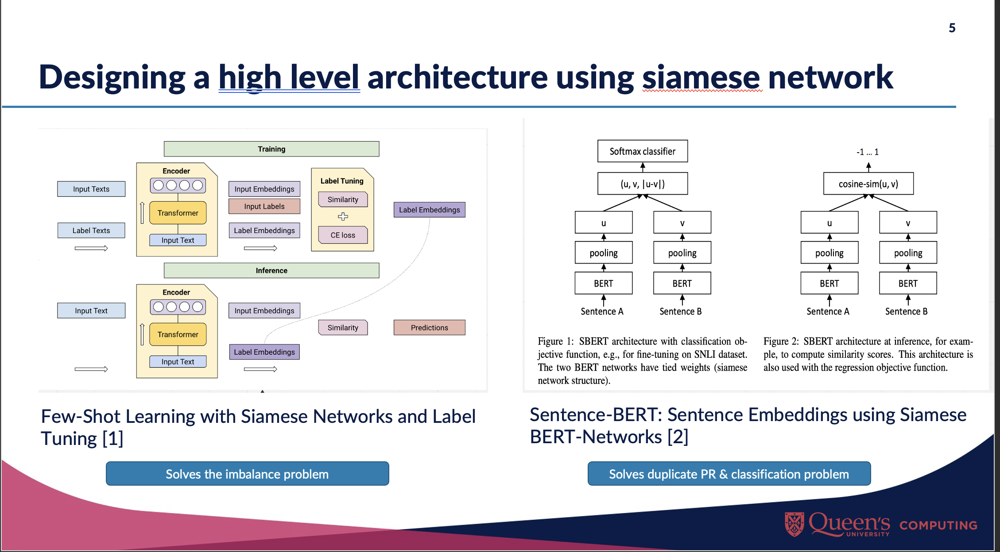 5
Designing a high level architecture using siamese network
Training
Encoder
Input Texts
Label Texts
Transformer
Input Text
Input Embeddings
Input Labels
Label Embeddings
Label Tuning
Similarity
CE loss
Label Embeddings
Inference
Encoder
Input Text
Transformer
Input Text
Input Embeddings
Label Embeddings
Similarity
Predictions
Softmax classifier
(u, v, |u-v|)
u
v
pooling
pooling
BERT
BERT
Sentence A
Sentence B
Figure 1: SBERT architecture with classification ob-
jective function, e.g., for fine-tuning on SNLI dataset.
The two BERT networks have tied weights (siamese
network structure).
-1 ... 1
cosine-sim(u, v)
u
v
pooling
pooling
BERT
BERT
Sentence A
Sentence B
Figure 2: SBERT architecture at inference, for exam-
ple, to compute similarity scores. This architecture is
also used with the regression objective function.
Few-Shot Learning with Siamese Networks and Label
Tuning [1]
Solves the imbalance problem
Sentence-BERT: Sentence Embeddings using Siamese
BERT-Networks [2]
Solves duplicate PR & classification problem
Queen's
UNIVERSITY
COMPUTING